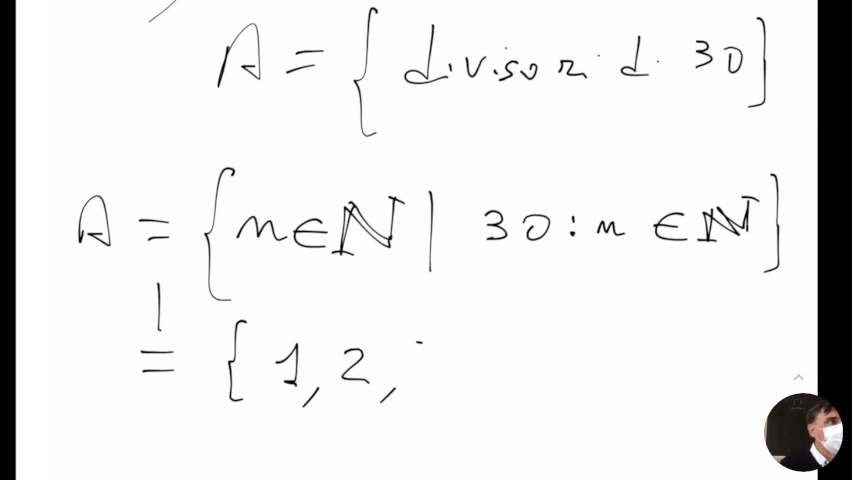 A = { divisori di 30 }
A = { n ∈ ℕ | 30 : n ∈ ℕ }
= { 1, 2,